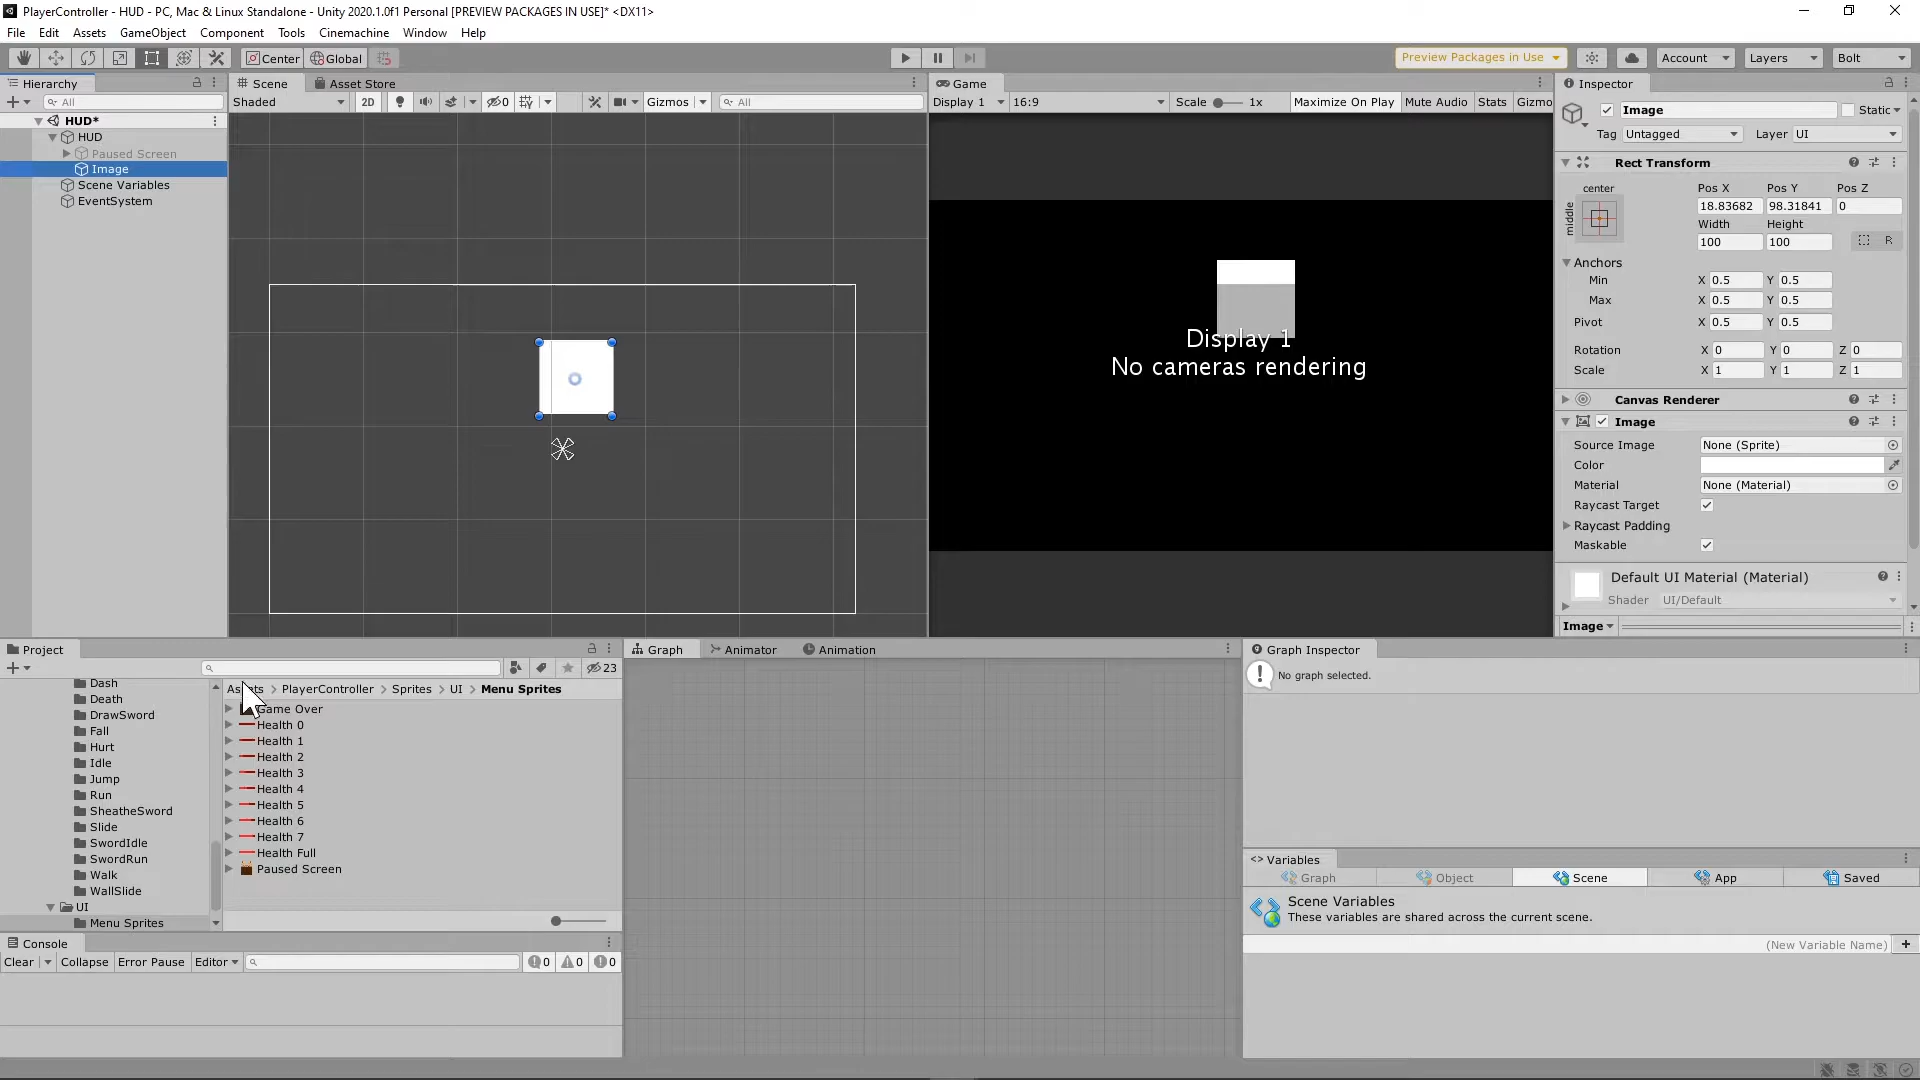 PlayerController - HUD - PC, Mac & Linux Standalone - Unity 2020.1.0f1 Personal [PREVIEW PACKAGES IN USE]* <DX11>
File Edit Assets GameObject Component Tools Cinemachine Window Help
Center Global Preview Packages in Use Account Layers Bolt
Hierarchy
All
HUD*
HUD
Paused Screen
Image
Scene Variables
EventSystem
Scene Asset Store
Shaded 2D 0 Gizmos All
Game
Display 1 16:9 Scale 1x Maximize On Play Mute Audio Stats Gizmo
Display 1
No cameras rendering
Inspector
Image Static
Tag Untagged Layer UI
Rect Transform
center
middle
Pos X Pos Y Pos Z
18.83682 98.31841 0
Width Height
100 100
R
Anchors
Min X 0.5 Y 0.5
Max X 0.5 Y 0.5
Pivot X 0.5 Y 0.5
Rotation X 0 Y 0 Z 0
Scale X 1 Y 1 Z 1
Canvas Renderer
Image
Source Image None (Sprite)
Color
Material None (Material)
Raycast Target
Raycast Padding
Maskable
Default UI Material (Material)
Shader UI/Default
Image
Project
23
Dash
Death
DrawSword
Fall
Hurt
Idle
Jump
Run
SheatheSword
Slide
SwordIdle
SwordRun
Walk
WallSlide
UI
Menu Sprites
Assets > PlayerController > Sprites > UI > Menu Sprites
Game Over
Health 0
Health 1
Health 2
Health 3
Health 4
Health 5
Health 6
Health 7
Health Full
Paused Screen
Console
Clear Collapse Error Pause Editor 0 0 0
Graph Animator Animation
Graph Inspector
No graph selected.
<> Variables
Graph Object Scene App Saved
Scene Variables
These variables are shared across the current scene.
(New Variable Name) +